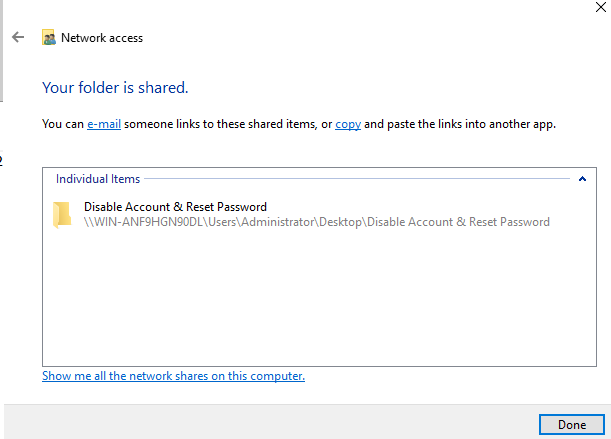 Network access
Your folder is shared.
You can e-mail someone links to these shared items, or copy and paste the links into another app.
Individual Items
Disable Account & Reset Password
\\WIN-ANF9HGN90DL\Users\Administrator\Desktop\Disable Account & Reset Password
Show me all the network shares on this computer.
Done